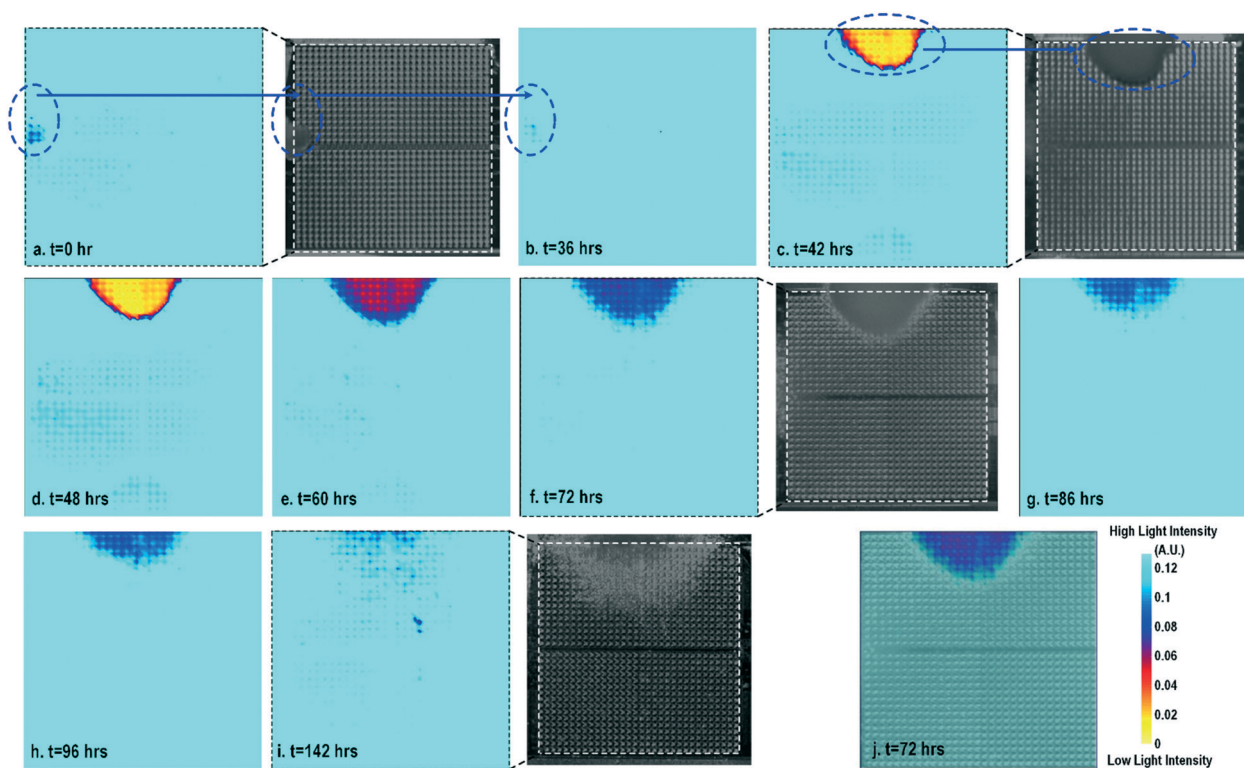 a. t=0 hr
b. t=36 hrs
c. t=42 hrs
d. t=48 hrs
e. t=60 hrs
f. t=72 hrs
g. t=86 hrs
h. t=96 hrs
i. t=142 hrs
j. t=72 hrs
High Light Intensity
(A.U.)
0.12
0.1
0.08
0.06
0.04
0.02
0
Low Light Intensity